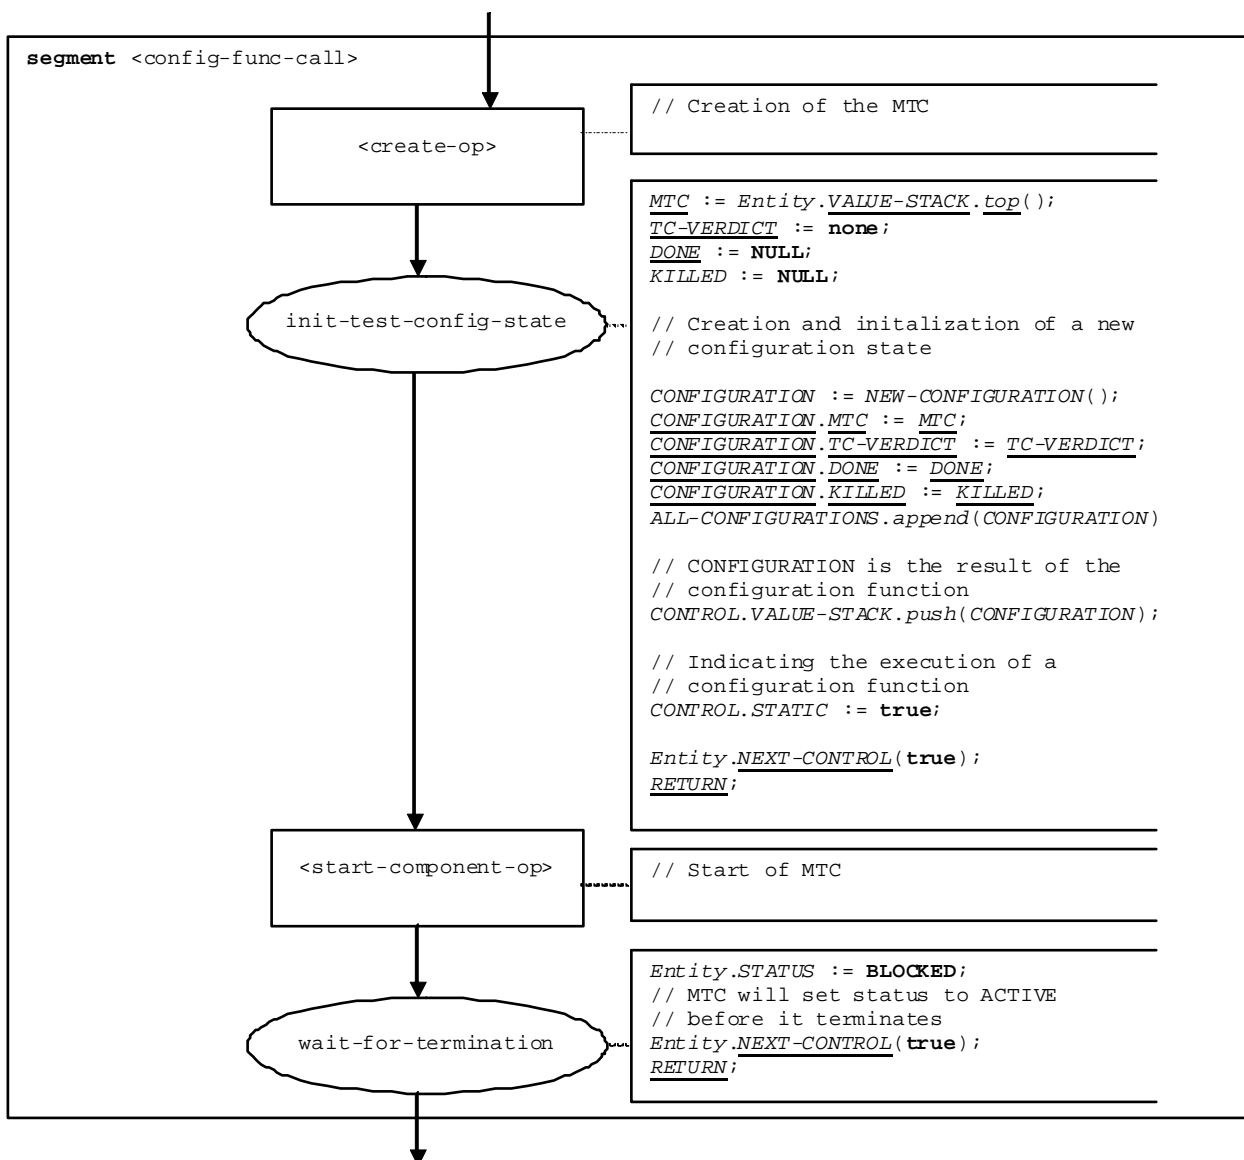 segment <config-func-call>
<create-op>
// Creation of the MTC
init-test-config-state
MTC := Entity.VALUE-STACK.top();
TC-VERDICT := none;
DONE := NULL;
KILLED := NULL;
// Creation and initalization of a new
// configuration state
CONFIGURATION := NEW-CONFIGURATION();
CONFIGURATION.MTC := MTC;
CONFIGURATION.TC-VERDICT := TC-VERDICT;
CONFIGURATION.DONE := DONE;
CONFIGURATION.KILLED := KILLED;
ALL-CONFIGURATIONS.append(CONFIGURATION)
// CONFIGURATION is the result of the
// configuration function
CONTROL.VALUE-STACK.push(CONFIGURATION);
// Indicating the execution of a
// configuration function
CONTROL.STATIC := true;
Entity.NEXT-CONTROL(true);
RETURN;
<start-component-op>
// Start of MTC
wait-for-termination
Entity.STATUS := BLOCKED;
// MTC will set status to ACTIVE
// before it terminates
Entity.NEXT-CONTROL(true);
RETURN;